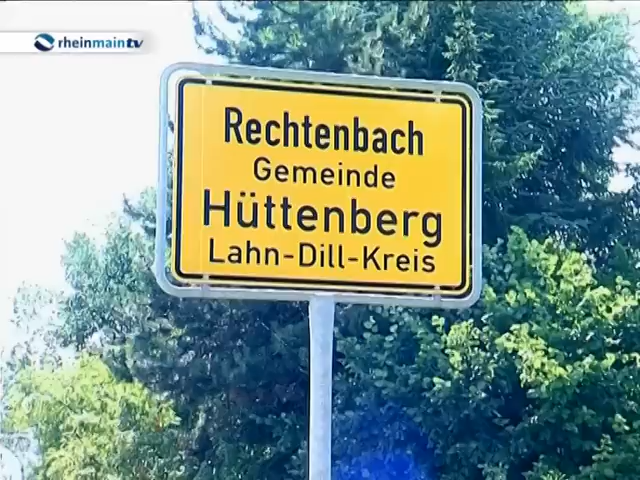 rheinmaintv
Rechtenbach
Gemeinde
Hüttenberg
Lahn-Dill-Kreis